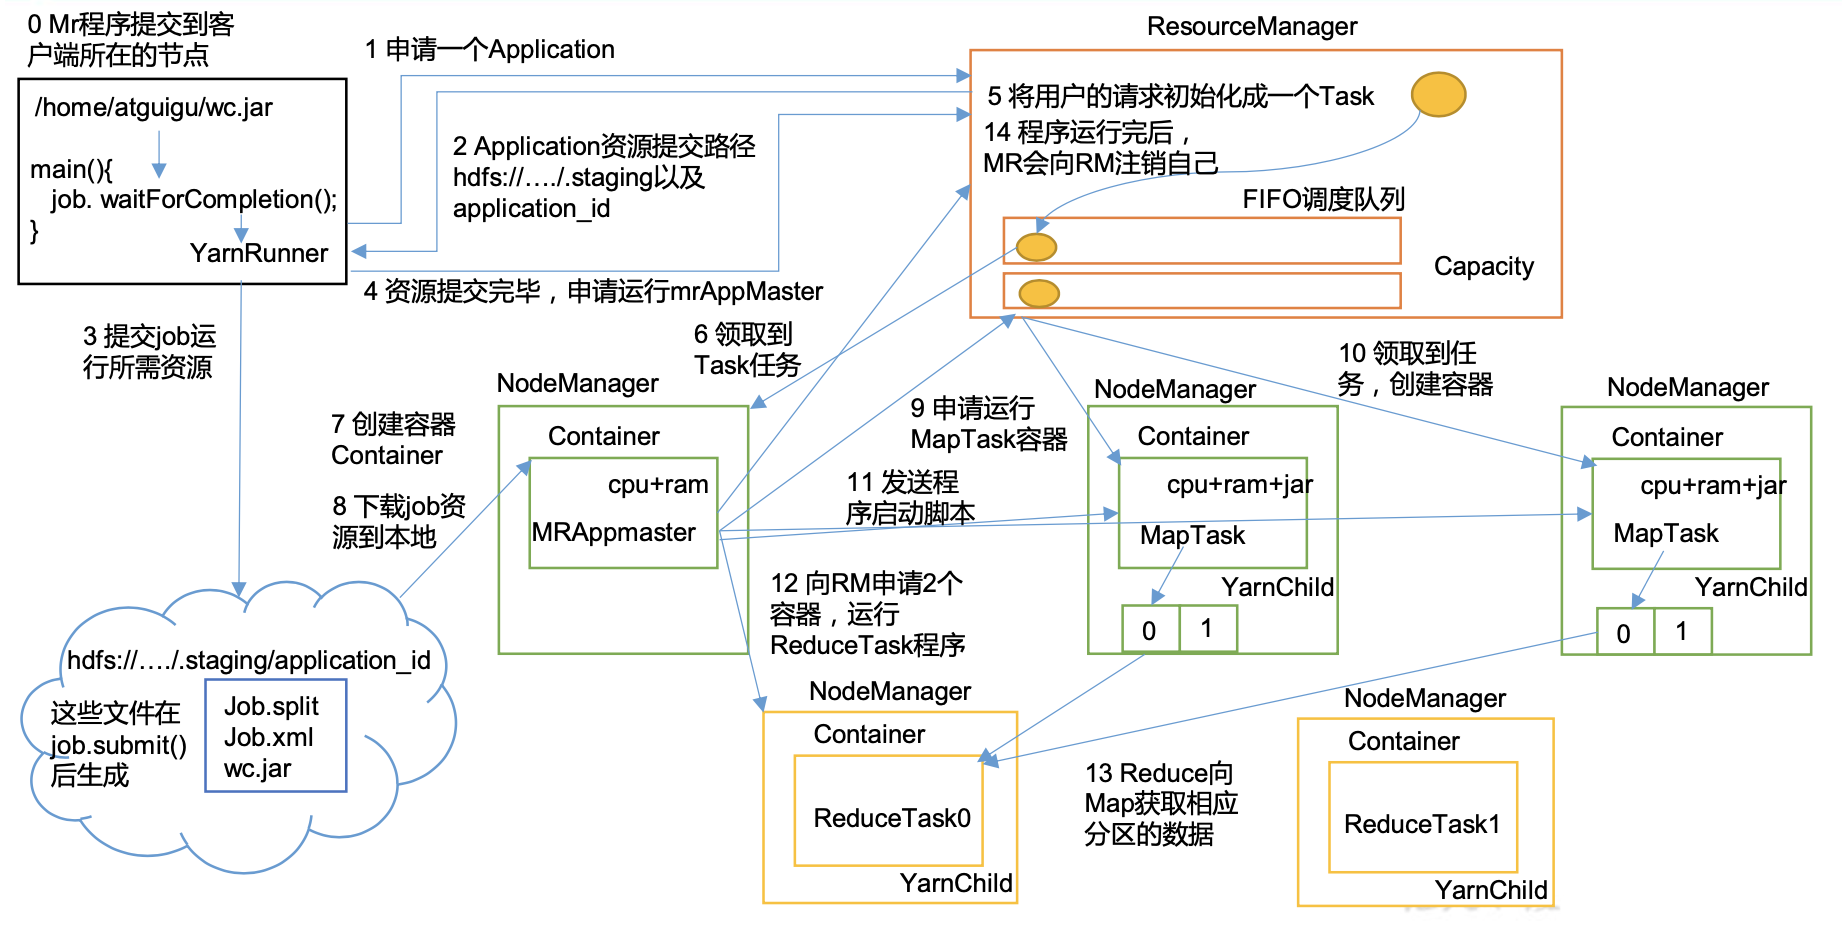 0 Mr程序提交到客
户端所在的节点
/home/atguigu/wc.jar
main(){
job. waitForCompletion();
}
YarnRunner
1 申请一个Application
2 Application资源提交路径
hdfs://…./.staging以及
application_id
3 提交job运
行所需资源
4 资源提交完毕，申请运行mrAppMaster
ResourceManager
5 将用户的请求初始化成一个Task
14 程序运行完后，
MR会向RM注销自己
FIFO调度队列
Capacity
6 领取到
Task任务
7 创建容器
Container
8 下载job资
源到本地
NodeManager
Container
cpu+ram
MRAppmaster
9 申请运行
MapTask容器
10 领取到任
务，创建容器
11 发送程
序启动脚本
NodeManager
Container
cpu+ram+jar
MapTask
YarnChild
0
1
NodeManager
Container
cpu+ram+jar
MapTask
YarnChild
0
1
12 向RM申请2个
容器，运行
ReduceTask程序
hdfs://…./.staging/application_id
这些文件在
job.submit()
后生成
Job.split
Job.xml
wc.jar
NodeManager
Container
ReduceTask0
YarnChild
13 Reduce向
Map获取相应
分区的数据
NodeManager
Container
ReduceTask1
YarnChild